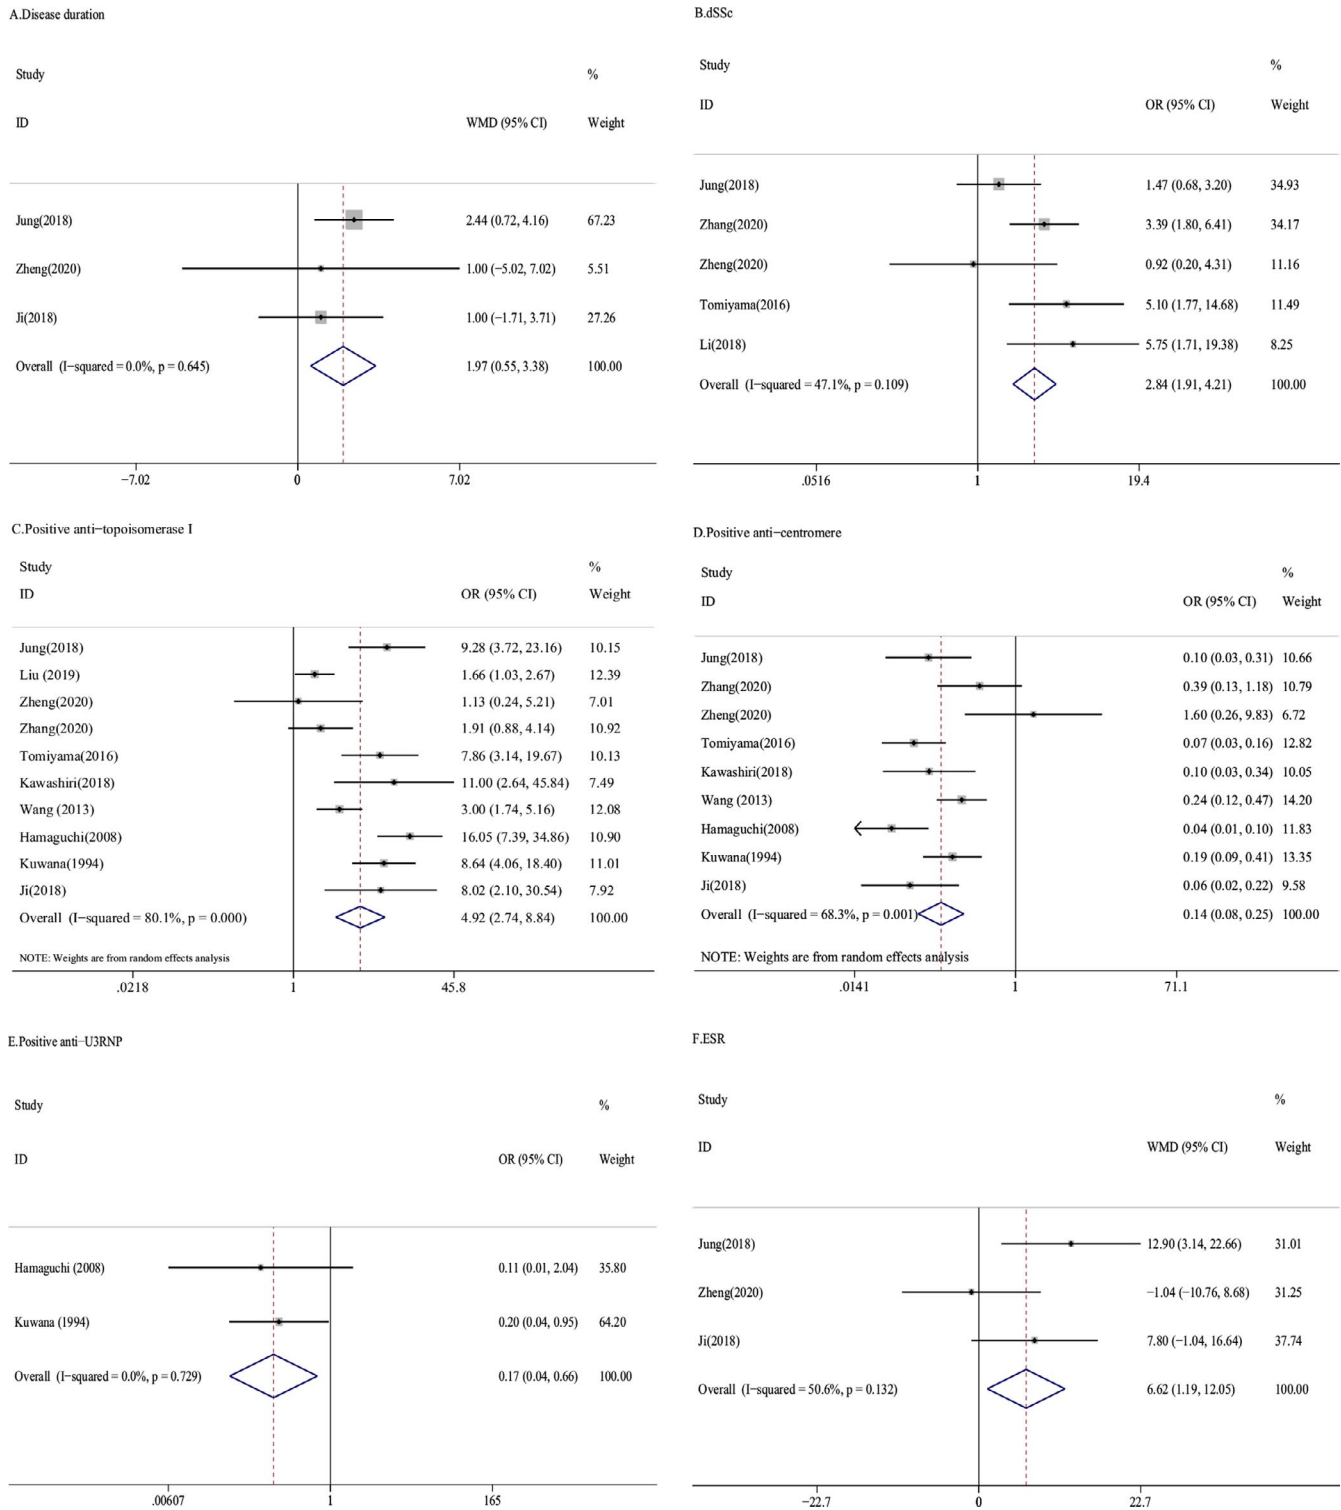 A.Disease duration
Study %
ID WMD (95% CI) Weight
Jung(2018) 2.44 (0.72, 4.16) 67.23
Zheng(2020) 1.00 (−5.02, 7.02) 5.51
Ji(2018) 1.00 (−1.71, 3.71) 27.26
Overall (I−squared = 0.0%, p = 0.645) 1.97 (0.55, 3.38) 100.00
−7.02 0 7.02
B.dSSc
Study %
ID OR (95% CI) Weight
Jung(2018) 1.47 (0.68, 3.20) 34.93
Zhang(2020) 3.39 (1.80, 6.41) 34.17
Zheng(2020) 0.92 (0.20, 4.31) 11.16
Tomiyama(2016) 5.10 (1.77, 14.68) 11.49
Li(2018) 5.75 (1.71, 19.38) 8.25
Overall (I−squared = 47.1%, p = 0.109) 2.84 (1.91, 4.21) 100.00
.0516 1 19.4
C.Positive anti−topoisomerase I
Study %
ID OR (95% CI) Weight
Jung(2018) 9.28 (3.72, 23.16) 10.15
Liu (2019) 1.66 (1.03, 2.67) 12.39
Zheng(2020) 1.13 (0.24, 5.21) 7.01
Zhang(2020) 1.91 (0.88, 4.14) 10.92
Tomiyama(2016) 7.86 (3.14, 19.67) 10.13
Kawashiri(2018) 11.00 (2.64, 45.84) 7.49
Wang (2013) 3.00 (1.74, 5.16) 12.08
Hamaguchi(2008) 16.05 (7.39, 34.86) 10.90
Kuwana(1994) 8.64 (4.06, 18.40) 11.01
Ji(2018) 8.02 (2.10, 30.54) 7.92
Overall (I−squared = 80.1%, p = 0.000) 4.92 (2.74, 8.84) 100.00
NOTE: Weights are from random effects analysis
.0218 1 45.8
D.Positive anti−centromere
Study %
ID OR (95% CI) Weight
Jung(2018) 0.10 (0.03, 0.31) 10.66
Zhang(2020) 0.39 (0.13, 1.18) 10.79
Zheng(2020) 1.60 (0.26, 9.83) 6.72
Tomiyama(2016) 0.07 (0.03, 0.16) 12.82
Kawashiri(2018) 0.10 (0.03, 0.34) 10.05
Wang (2013) 0.24 (0.12, 0.47) 14.20
Hamaguchi(2008) 0.04 (0.01, 0.10) 11.83
Kuwana(1994) 0.19 (0.09, 0.41) 13.35
Ji(2018) 0.06 (0.02, 0.22) 9.58
Overall (I−squared = 68.3%, p = 0.001) 0.14 (0.08, 0.25) 100.00
NOTE: Weights are from random effects analysis
.0141 1 71.1
E.Positive anti−U3RNP
Study %
ID OR (95% CI) Weight
Hamaguchi (2008) 0.11 (0.01, 2.04) 35.80
Kuwana (1994) 0.20 (0.04, 0.95) 64.20
Overall (I−squared = 0.0%, p = 0.729) 0.17 (0.04, 0.66) 100.00
.00607 1 165
F.ESR
Study %
ID WMD (95% CI) Weight
Jung(2018) 12.90 (3.14, 22.66) 31.01
Zheng(2020) −1.04 (−10.76, 8.68) 31.25
Ji(2018) 7.80 (−1.04, 16.64) 37.74
Overall (I−squared = 50.6%, p = 0.132) 6.62 (1.19, 12.05) 100.00
−22.7 0 22.7